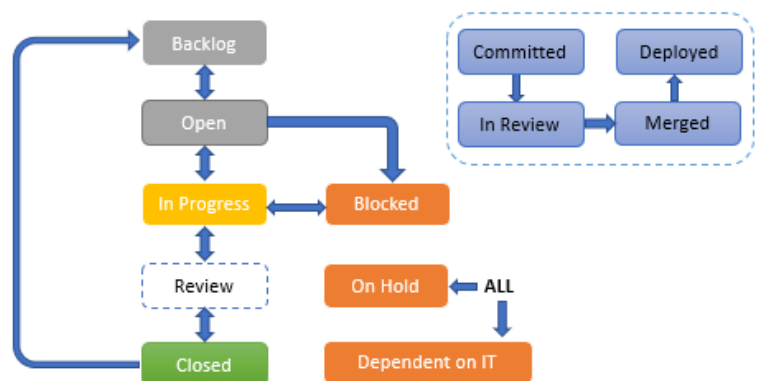 Backlog
Committed
Deployed
Open
In Review
Merged
In Progress
Blocked
Review
On Hold
ALL
Closed
Dependent on IT